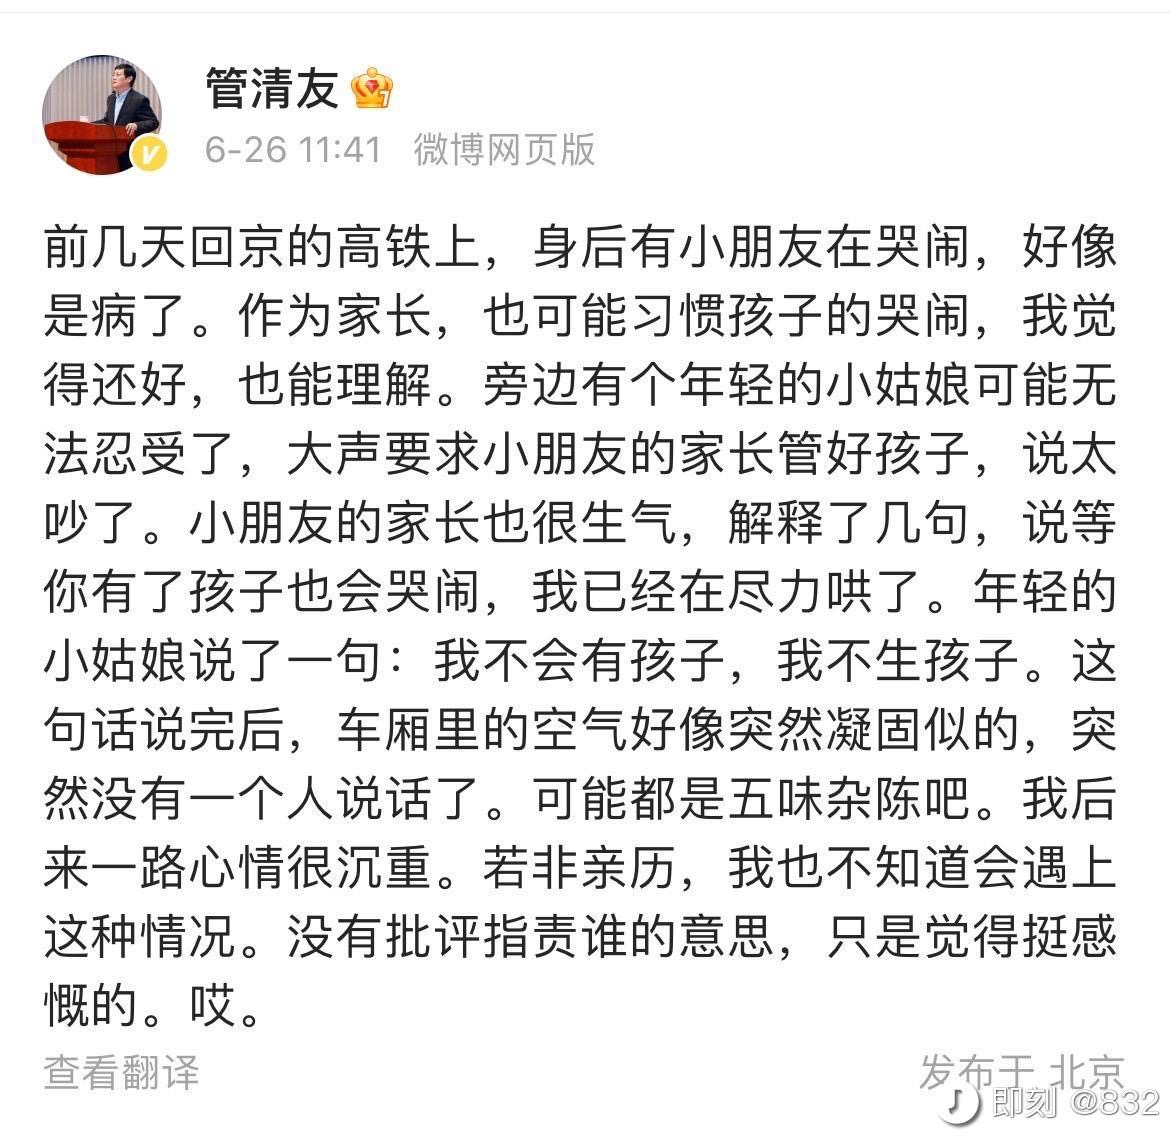 管清友
6-26 11:41 微博网页版
前几天回京的高铁上，身后有小朋友在哭闹，好像
是病了。作为家长，也可能习惯孩子的哭闹，我觉
得还好，也能理解。旁边有个年轻的小姑娘可能无
法忍受了，大声要求小朋友的家长管好孩子，说太
吵了。小朋友的家长也很生气，解释了几句，说等
你有了孩子也会哭闹，我已经在尽力哄了。年轻的
小姑娘说了一句：我不会有孩子，我不生孩子。这
句话说完后，车厢里的空气好像突然凝固似的，突
然没有一个人说话了。可能都是五味杂陈吧。我后
来一路心情很沉重。若非亲历，我也不知道会遇上
这种情况。没有批评指责谁的意思，只是觉得挺感
慨的。哎。
查看翻译 发布于 北京
即刻 @832